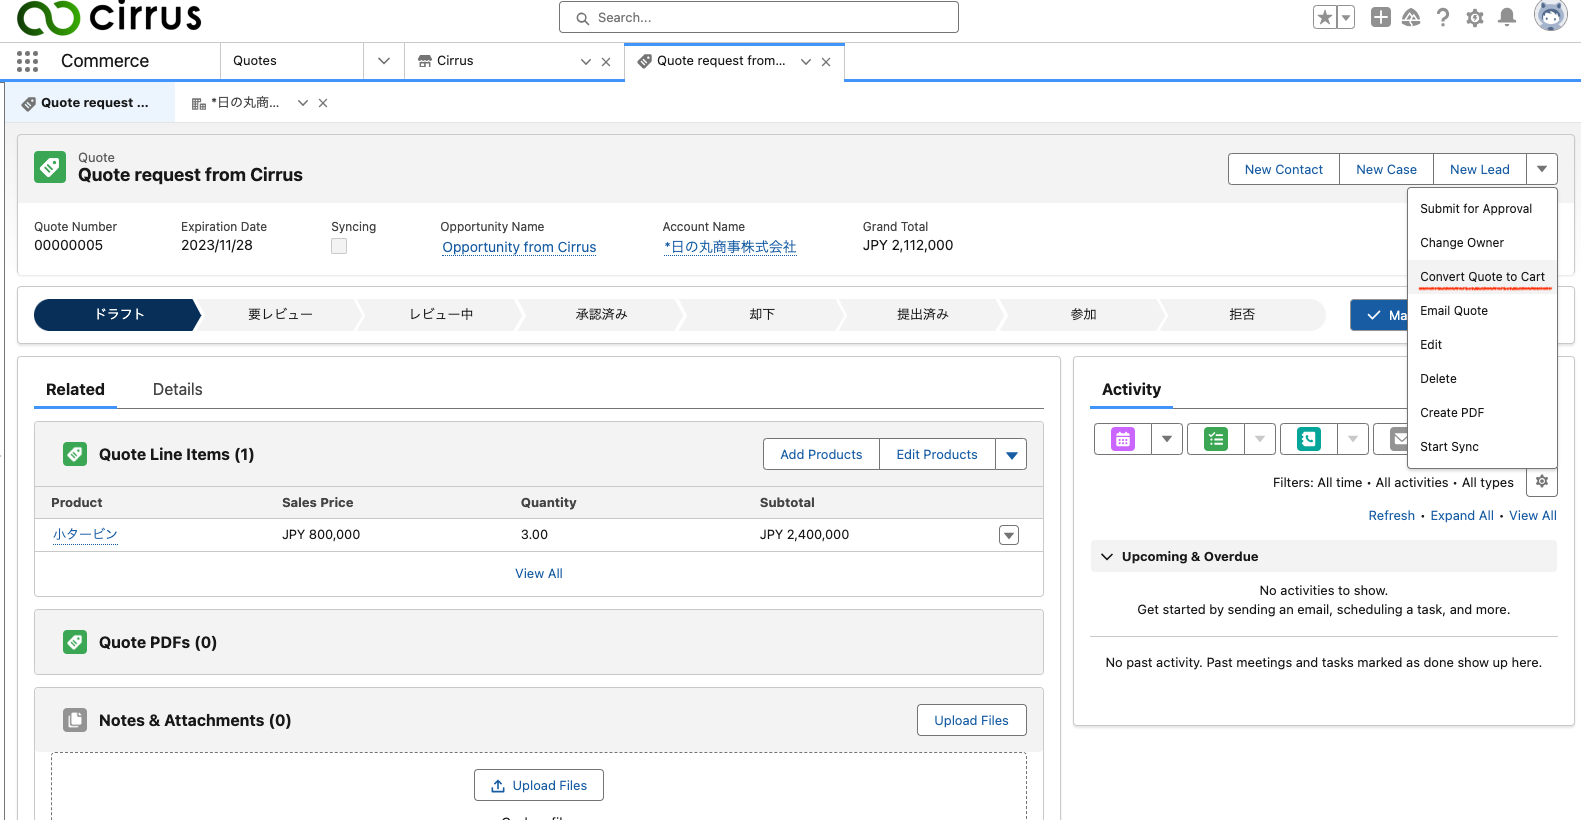 cirrus
Search...
Commerce
Quotes
Cirrus
Quote request from...
Quote request ...
*日の丸商...
Quote
Quote request from Cirrus
New Contact
New Case
New Lead
Quote Number
00000005
Expiration Date
2023/11/28
Syncing
Opportunity Name
Opportunity from Cirrus
Account Name
*日の丸商事株式会社
Grand Total
JPY 2,112,000
Submit for Approval
Change Owner
Convert Quote to Cart
Email Quote
Edit
Delete
Create PDF
Start Sync
ドラフト
要レビュー
レビュー中
承認済み
却下
提出済み
参加
拒否
Ma
Related
Details
Quote Line Items (1)
Add Products
Edit Products
Product
Sales Price
Quantity
Subtotal
小タービン
JPY 800,000
3.00
JPY 2,400,000
View All
Quote PDFs (0)
Notes & Attachments (0)
Upload Files
Upload Files
Activity
Filters: All time • All activities • All types
Refresh • Expand All • View All
Upcoming & Overdue
No activities to show.
Get started by sending an email, scheduling a task, and more.
No past activity. Past meetings and tasks marked as done show up here.